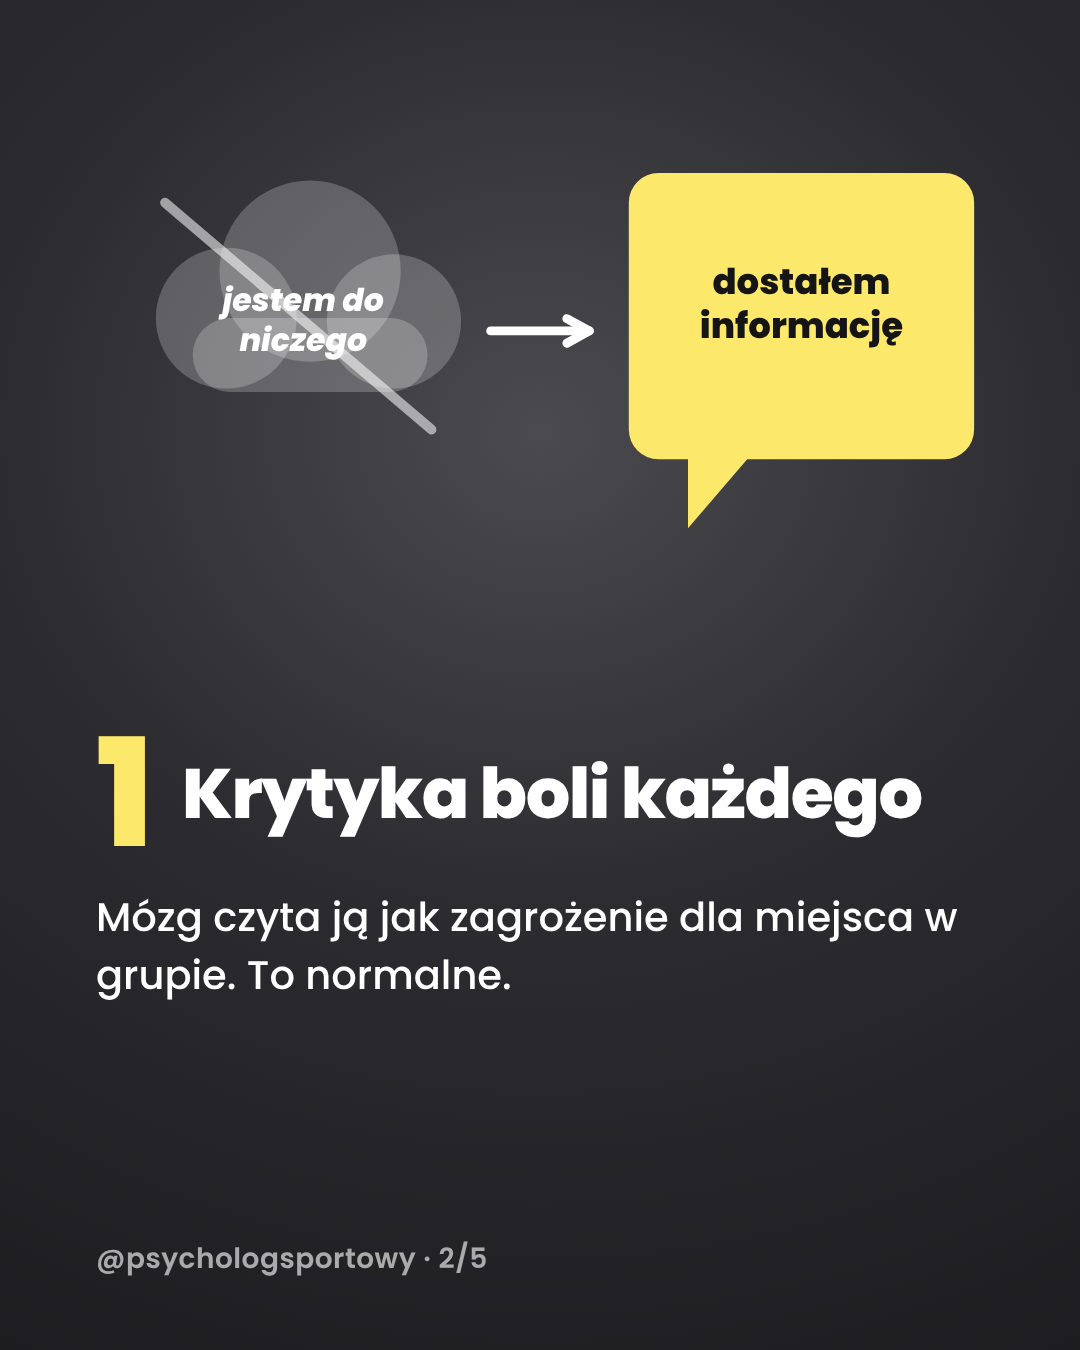 jestem do
niczego
dostałem
informację
1 Krytyka boli każdego
Mózg czyta ją jak zagrożenie dla miejsca w
grupie. To normalne.
@psychologsportowy · 2/5